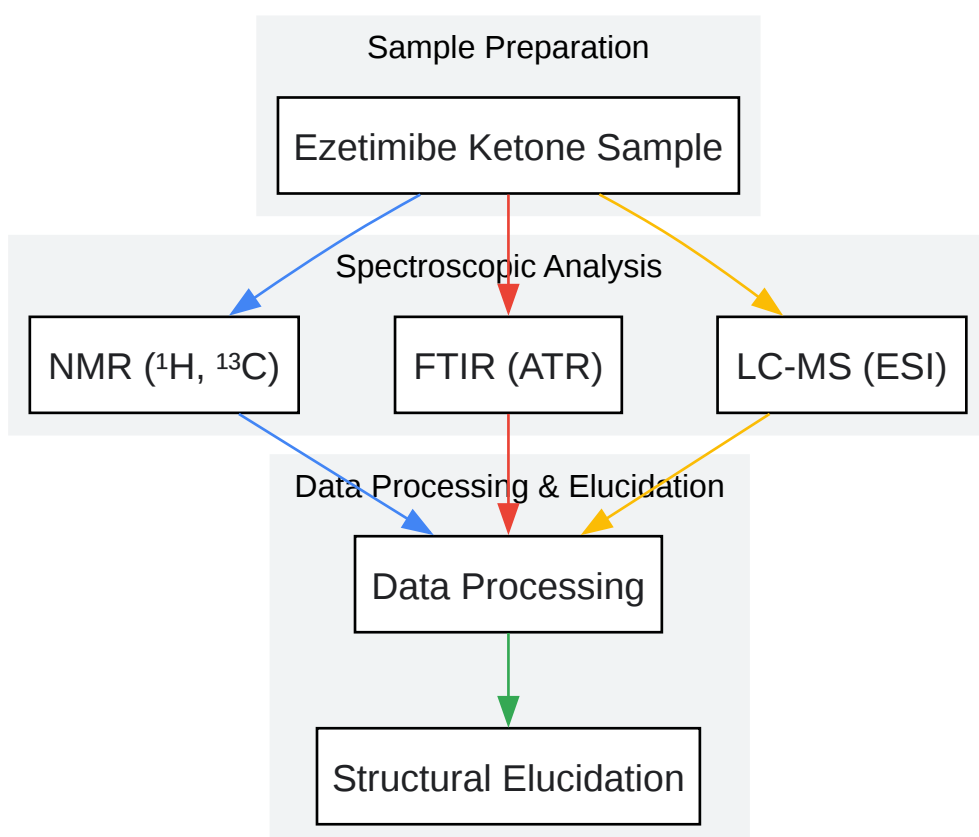 Sample Preparation
Ezetimibe Ketone Sample
Spectroscopic Analysis
NMR (¹H, ¹³C)
FTIR (ATR)
LC-MS (ESI)
Data Processing & Elucidation
Data Processing
Structural Elucidation